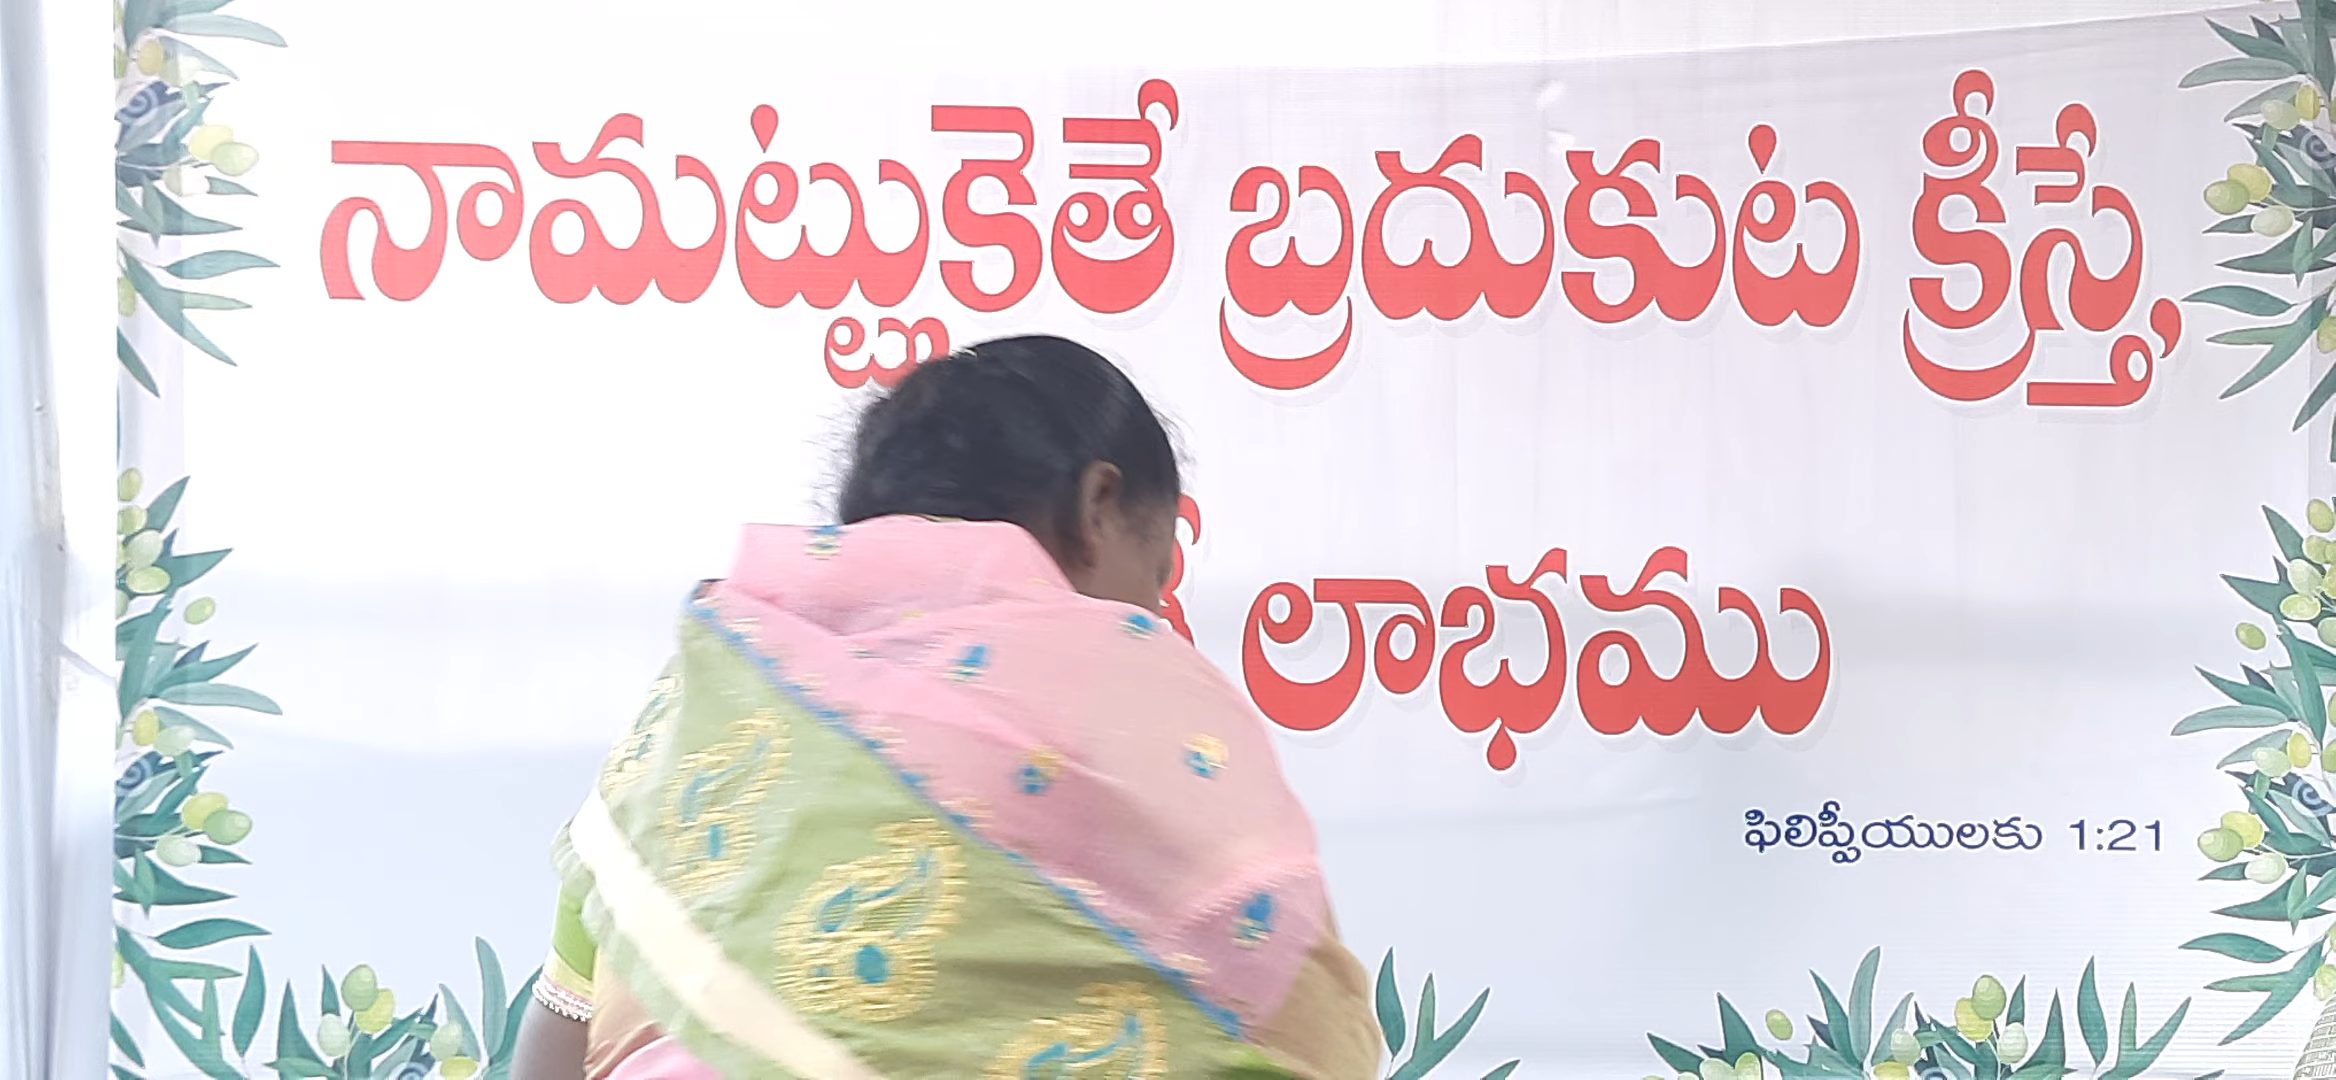 నామట్టుకెతే బ్రదుకుట క్రీస్తే,
లాభము
ఫిలిప్పీయులకు 1:21